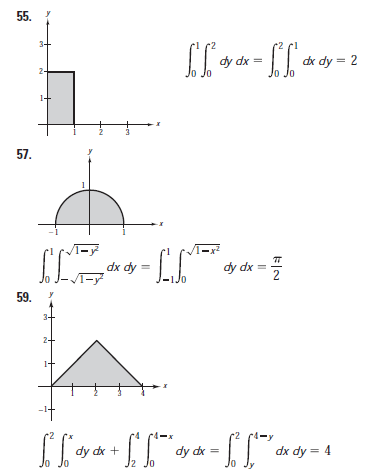 55.
y
3
2
1
1 2 3 x
∫₀¹ ∫₀² dy dx = ∫₀² ∫₀¹ dx dy = 2
57.
y
1
−1 1 x
∫₀¹ ∫_{−√(1−y²)}^{√(1−y²)} dx dy = ∫₋₁¹ ∫₀^{√(1−x²)} dy dx = π/2
59.
y
3
2
1
1 2 3 4 x
−1
∫₀² ∫₀ˣ dy dx + ∫₂⁴ ∫₀^{4−x} dy dx = ∫₀² ∫_y^{4−y} dx dy = 4